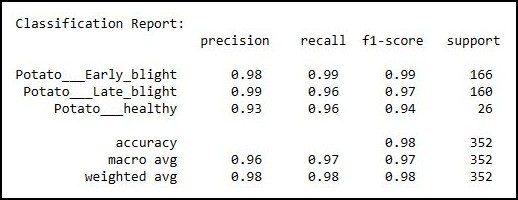 Classification Report:
precision recall f1-score support
Potato___Early_blight 0.98 0.99 0.99 166
Potato___Late_blight 0.99 0.96 0.97 160
Potato___healthy 0.93 0.96 0.94 26
accuracy 0.98 352
macro avg 0.96 0.97 0.97 352
weighted avg 0.98 0.98 0.98 352